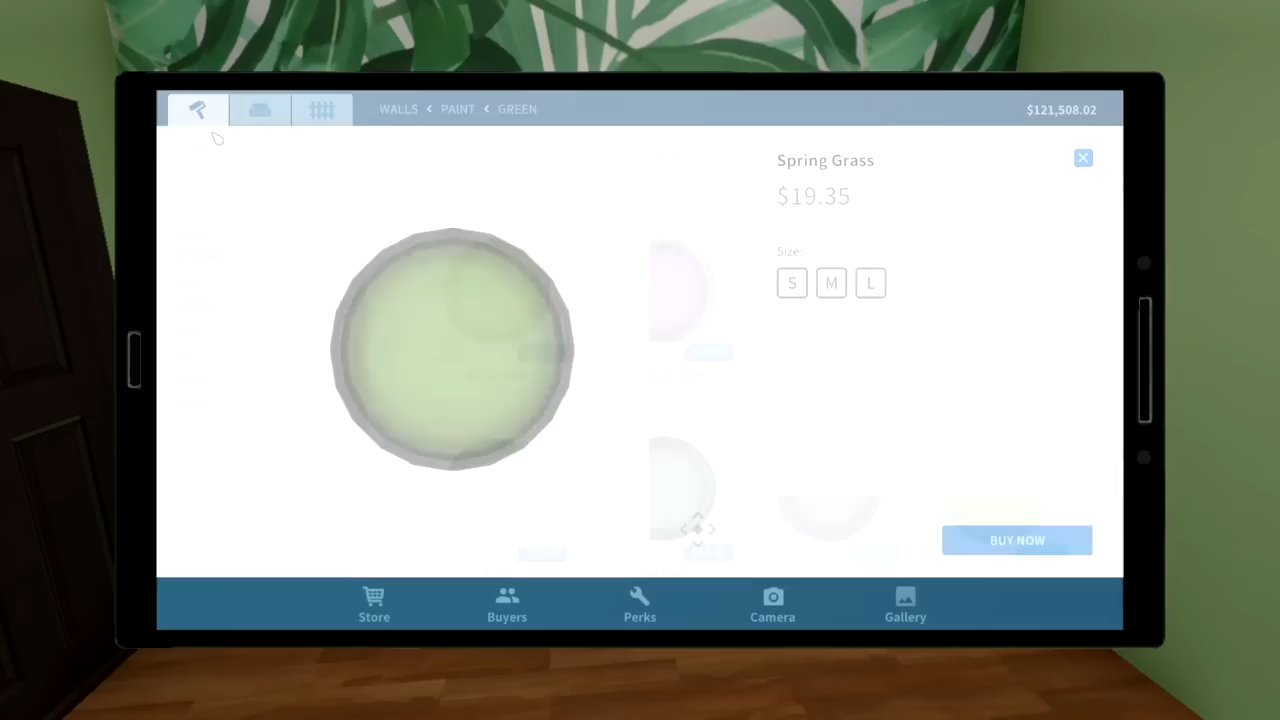 WALLS < PAINT < GREEN
$121,508.02
Spring Grass
$19.35
Size:
S M L
BUY NOW
Store Buyers Perks Camera Gallery